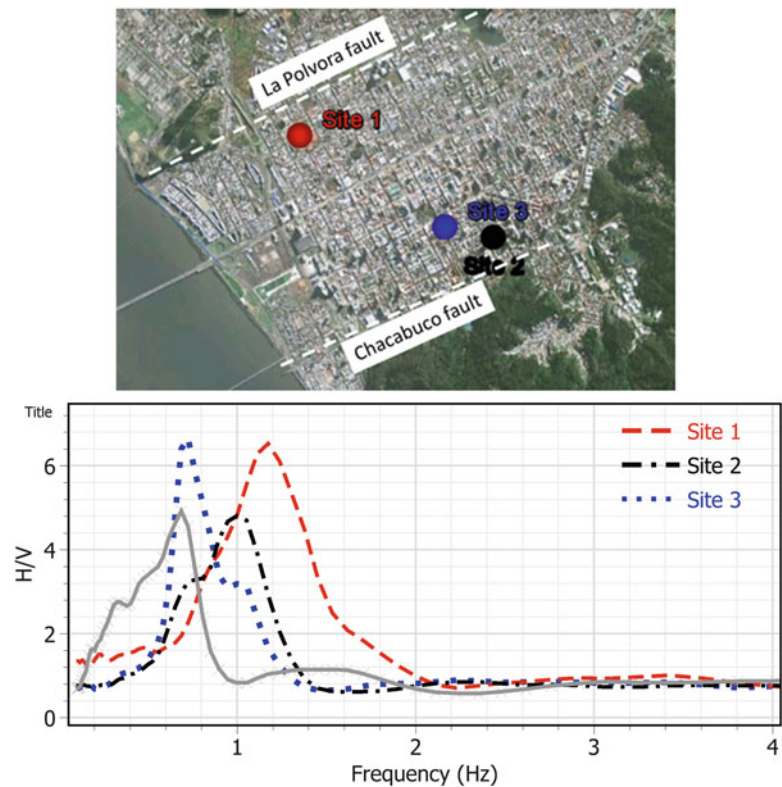 La Polvora fault
Site 1
Site 3
Site 2
Chacabuco fault
Title
Site 1
Site 2
Site 3
6
4
2
0
H/V
1
2
3
4
Frequency (Hz)